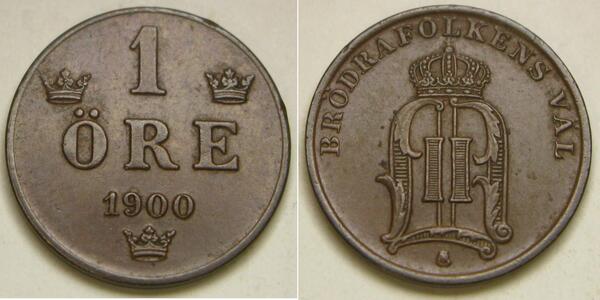 1
ÖRE
1900
BRÖDRAFOLKENS VÄL
II